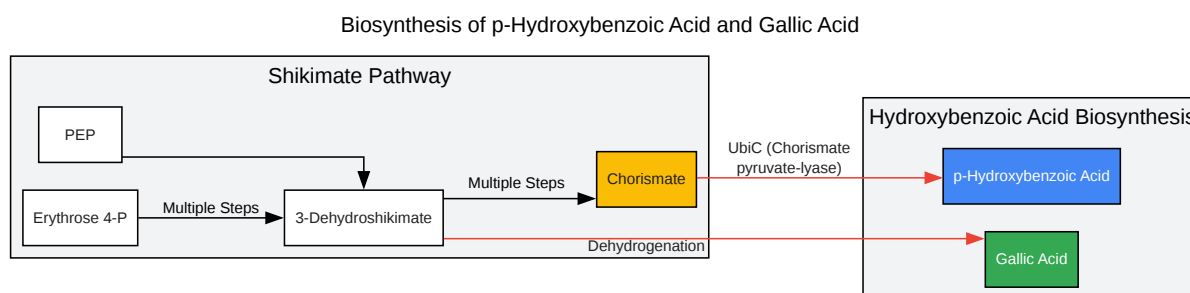 Biosynthesis of p-Hydroxybenzoic Acid and Gallic Acid
Shikimate Pathway
PEP
Erythrose 4-P
Multiple Steps
3-Dehydroshikimate
Multiple Steps
Chorismate
UbiC (Chorismate
pyruvate-lyase)
Dehydrogenation
Hydroxybenzoic Acid Biosynthesis
p-Hydroxybenzoic Acid
Gallic Acid